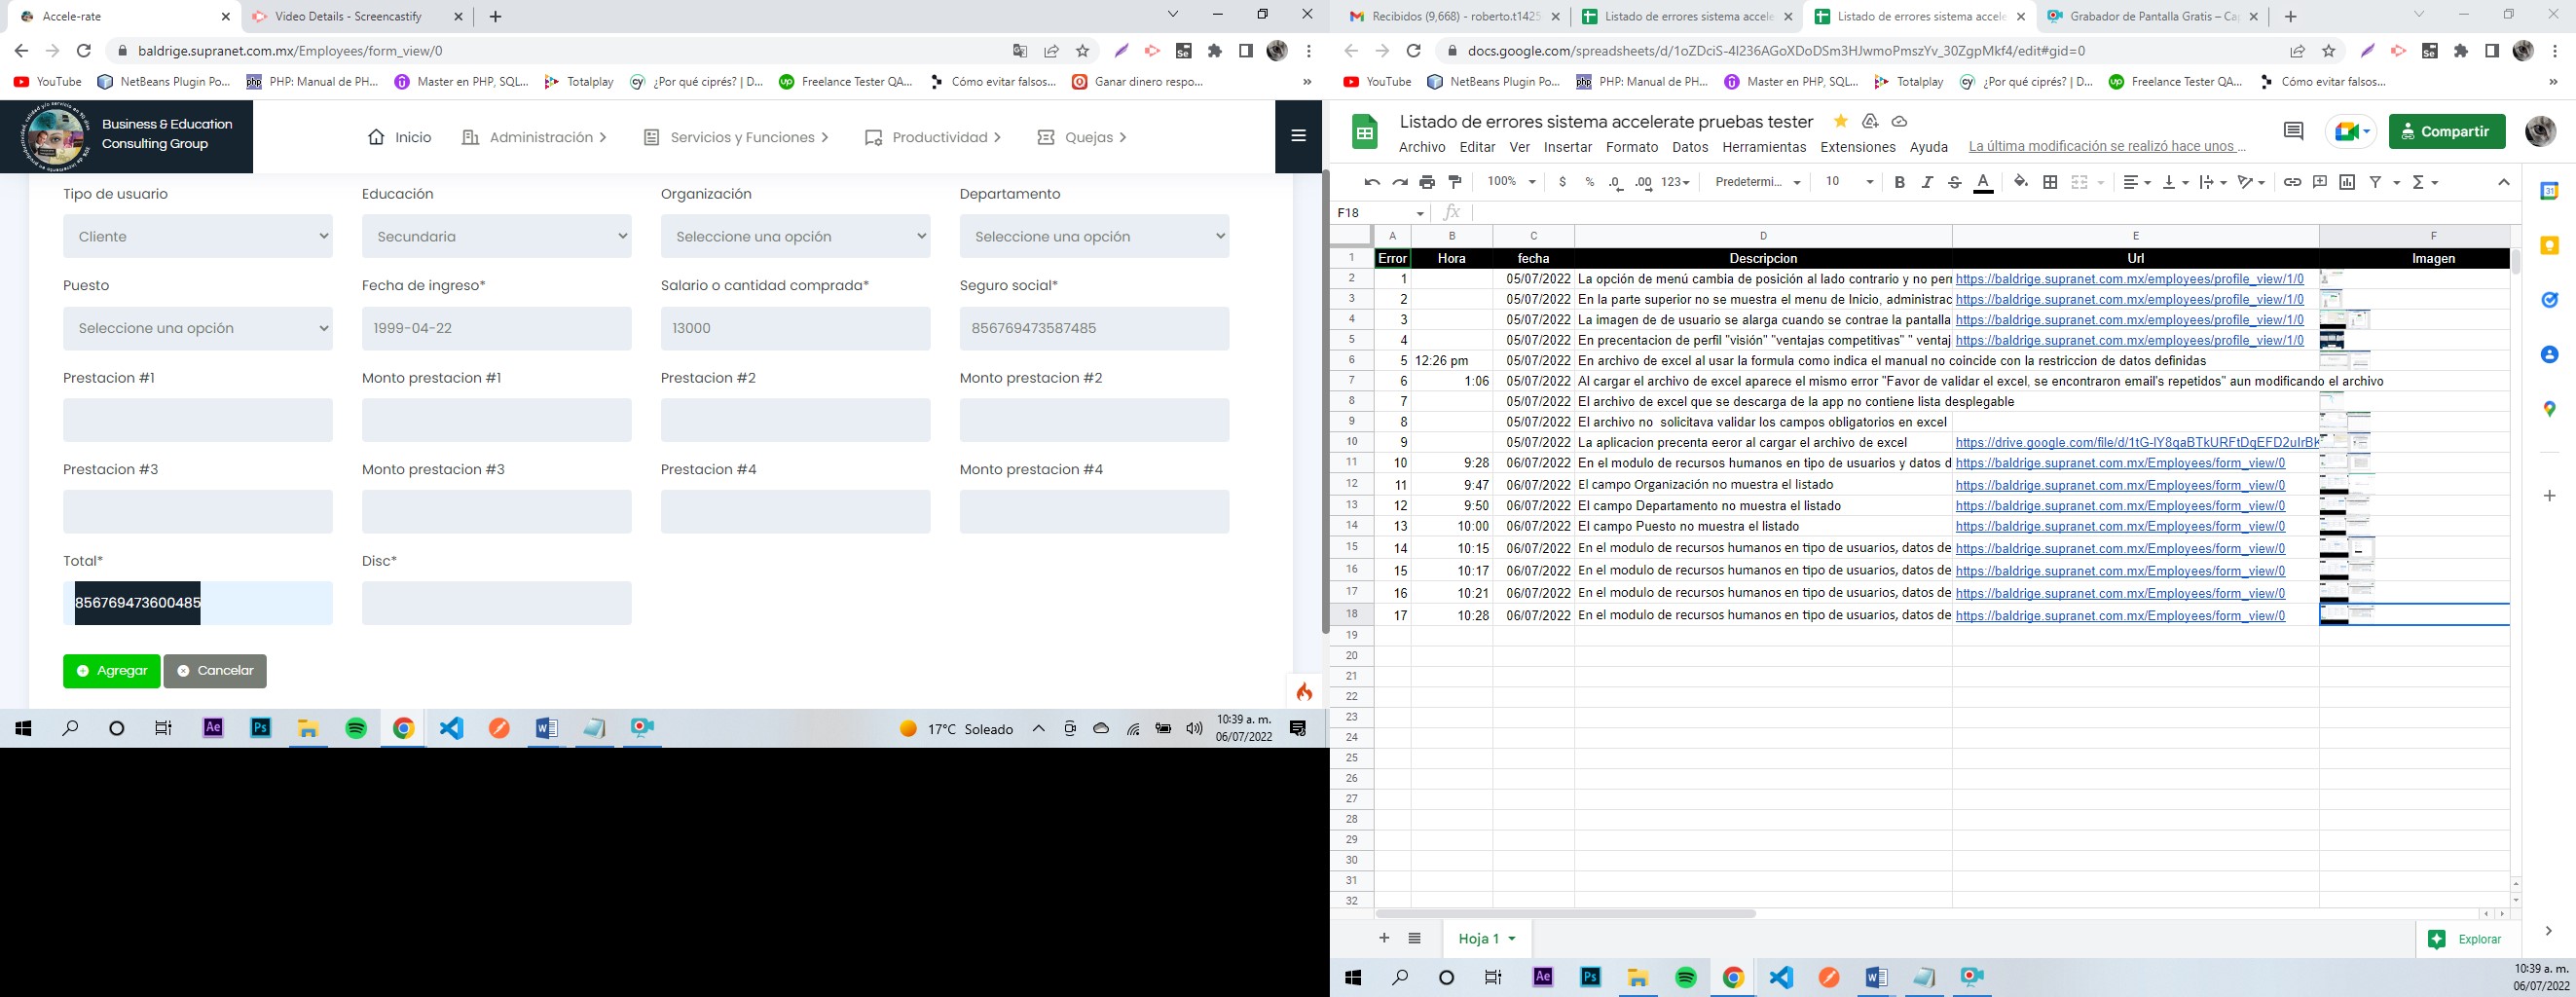 Accele-rate
Video Details - Screencastify
baldrige.supranet.com.mx/Employees/form_view/0
YouTube
NetBeans Plugin Po...
php PHP: Manual de PH...
Master en PHP, SQL...
Totalplay
cy ¿Por qué ciprés? | D...
up Freelance Tester QA...
Cómo evitar falsos...
Ganar dinero respo...
»
Business & Education
Consulting Group
Inicio
Administración
Servicios y Funciones
Productividad
Quejas
Tipo de usuario Educación Organización Departamento
Cliente Secundaria Seleccione una opción Seleccione una opción
Puesto Fecha de ingreso* Salario o cantidad comprada* Seguro social*
Seleccione una opción 1999-04-22 13000 856769473587485
Prestacion #1 Monto prestacion #1 Prestacion #2 Monto prestacion #2
Prestacion #3 Monto prestacion #3 Prestacion #4 Monto prestacion #4
Total* Disc*
856769473600485
Agregar Cancelar
Ae Ps
17°C Soleado
10:39 a. m.
06/07/2022
Recibidos (9,668) - roberto.t1425
Listado de errores sistema accele
Listado de errores sistema accele
Grabador de Pantalla Gratis – Ca
docs.google.com/spreadsheets/d/1oZDciS-4I236AGoXDoDSm3HJwmoPmszYv_30ZgpMkf4/edit#gid=0
YouTube
NetBeans Plugin Po...
php PHP: Manual de PH...
Master en PHP, SQL...
Totalplay
cy ¿Por qué ciprés? | D...
up Freelance Tester QA...
Cómo evitar falsos...
»
Listado de errores sistema accelerate pruebas tester
Compartir
Archivo Editar Ver Insertar Formato Datos Herramientas Extensiones Ayuda La última modificación se realizó hace unos ...
100% $ % .0 .00 123 Predetermi... 10 B I S A
F18 fx
A B C D E F
1 Error Hora fecha Descripcion Url Imagen
2 1 05/07/2022 La opción de menú cambia de posición al lado contrario y no perr https://baldrige.supranet.com.mx/employees/profile_view/1/0
3 2 05/07/2022 En la parte superior no se muestra el menu de Inicio, administrac https://baldrige.supranet.com.mx/employees/profile_view/1/0
4 3 05/07/2022 La imagen de de usuario se alarga cuando se contrae la pantalla https://baldrige.supranet.com.mx/employees/profile_view/1/0
5 4 05/07/2022 En precentacion de perfil "visión" "ventajas competitivas" " ventaj https://baldrige.supranet.com.mx/employees/profile_view/1/0
6 5 12:26 pm 05/07/2022 En archivo de excel al usar la formula como indica el manual no coincide con la restriccion de datos definidas
7 6 1:06 05/07/2022 Al cargar el archivo de excel aparece el mismo error "Favor de validar el excel, se encontraron email's repetidos" aun modificando el archivo
8 7 05/07/2022 El archivo de excel que se descarga de la app no contiene lista desplegable
9 8 05/07/2022 El archivo no solicitava validar los campos obligatorios en excel
10 9 05/07/2022 La aplicacion precenta eeror al cargar el archivo de excel https://drive.google.com/file/d/1tG-lY8qaBTkURFtDqEFD2uIrBK
11 10 9:28 06/07/2022 En el modulo de recursos humanos en tipo de usuarios y datos d https://baldrige.supranet.com.mx/Employees/form_view/0
12 11 9:47 06/07/2022 El campo Organización no muestra el listado https://baldrige.supranet.com.mx/Employees/form_view/0
13 12 9:50 06/07/2022 El campo Departamento no muestra el listado https://baldrige.supranet.com.mx/Employees/form_view/0
14 13 10:00 06/07/2022 El campo Puesto no muestra el listado https://baldrige.supranet.com.mx/Employees/form_view/0
15 14 10:15 06/07/2022 En el modulo de recursos humanos en tipo de usuarios, datos de https://baldrige.supranet.com.mx/Employees/form_view/0
16 15 10:17 06/07/2022 En el modulo de recursos humanos en tipo de usuarios, datos de https://baldrige.supranet.com.mx/Employees/form_view/0
17 16 10:21 06/07/2022 En el modulo de recursos humanos en tipo de usuarios, datos de https://baldrige.supranet.com.mx/Employees/form_view/0
18 17 10:28 06/07/2022 En el modulo de recursos humanos en tipo de usuarios, datos de https://baldrige.supranet.com.mx/Employees/form_view/0
19
20
21
22
23
24
25
26
27
28
29
30
31
32
Hoja 1
Explorar
Ae Ps
10:39 a. m.
06/07/2022